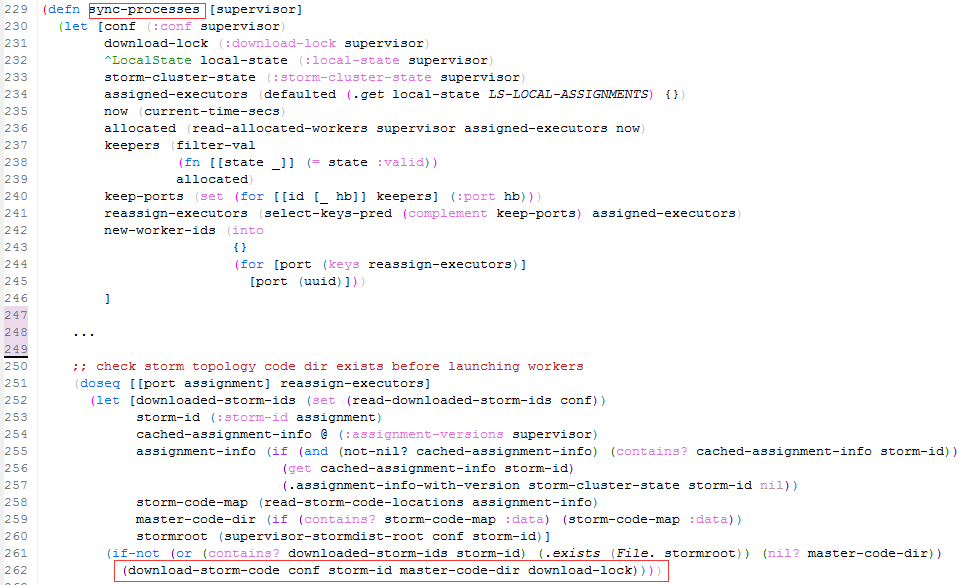 229 (defn sync-processes [supervisor]
230   (let [conf (:conf supervisor)
231         download-lock (:download-lock supervisor)
232         ^LocalState local-state (:local-state supervisor)
233         storm-cluster-state (:storm-cluster-state supervisor)
234         assigned-executors (defaulted (.get local-state LS-LOCAL-ASSIGNMENTS) {})
235         now (current-time-secs)
236         allocated (read-allocated-workers supervisor assigned-executors now)
237         keepers (filter-val
238                  (fn [[state _]] (= state :valid))
239                  allocated)
240         keep-ports (set (for [[id [_ hb]] keepers] (:port hb)))
241         reassign-executors (select-keys-pred (complement keep-ports) assigned-executors)
242         new-worker-ids (into
243                         {}
244                         (for [port (keys reassign-executors)]
245                           [port (uuid)]))
246         ]
247
248     ...
249
250     ;; check storm topology code dir exists before launching workers
251     (doseq [[port assignment] reassign-executors]
252       (let [downloaded-storm-ids (set (read-downloaded-storm-ids conf))
253             storm-id (:storm-id assignment)
254             cached-assignment-info @ (:assignment-versions supervisor)
255             assignment-info (if (and (not-nil? cached-assignment-info) (contains? cached-assignment-info storm-id))
256                               (get cached-assignment-info storm-id)
257                               (.assignment-info-with-version storm-cluster-state storm-id nil))
258             storm-code-map (read-storm-code-locations assignment-info)
259             master-code-dir (if (contains? storm-code-map :data) (storm-code-map :data))
260             stormroot (supervisor-stormdist-root conf storm-id)]
261         (if-not (or (contains? downloaded-storm-ids storm-id) (.exists (File. stormroot)) (nil? master-code-dir))
262           (download-storm-code conf storm-id master-code-dir download-lock))))